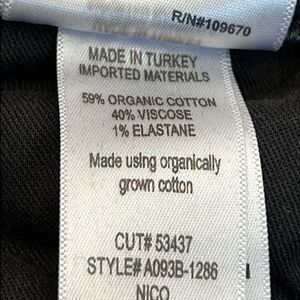 R/N#109670
MADE IN TURKEY
IMPORTED MATERIALS
59% ORGANIC COTTON
40% VISCOSE
1% ELASTANE
Made using organically
grown cotton
CUT# 53437
STYLE# A093B-1286
NICO